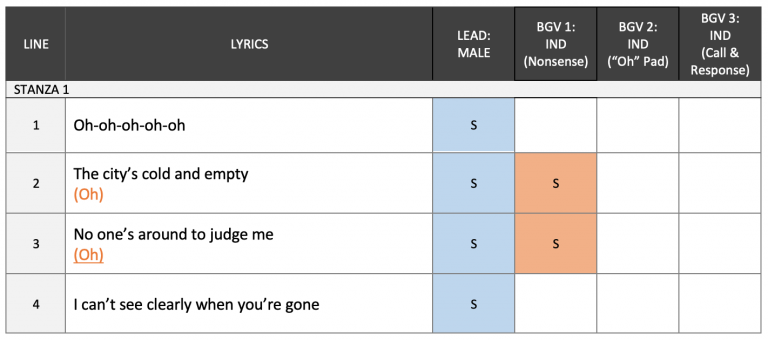 LINE LYRICS LEAD: MALE BGV 1: IND (Nonsense) BGV 2: IND (“Oh” Pad) BGV 3: IND (Call & Response)
STANZA 1
1 Oh-oh-oh-oh-oh S
2 The city’s cold and empty S S
(Oh)
3 No one’s around to judge me S S
(Oh)
4 I can’t see clearly when you’re gone S